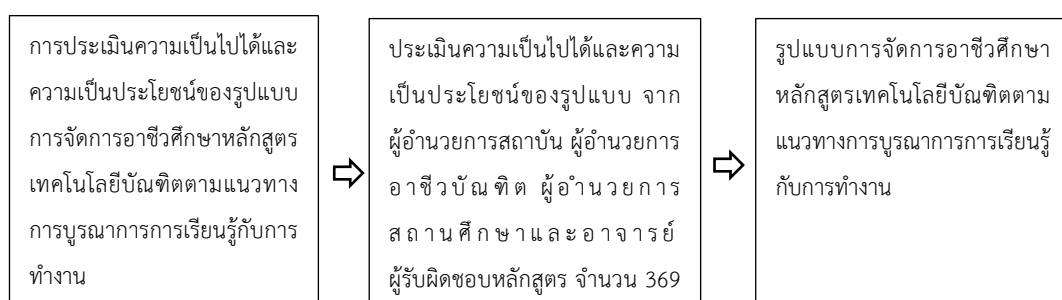 การประเมินความเป็นไปได้และ
ความเป็นประโยชน์ของรูปแบบ
การจัดการอาชีวศึกษาหลักสูตร
เทคโนโลยีบัณฑิตตามแนวทาง
การบูรณาการการเรียนรู้กับการ
ทำงาน
ประเมินความเป็นไปได้และความ
เป็นประโยชน์ของรูปแบบ จาก
ผู้อำนวยการสถาบัน ผู้อำนวยการ
อาชีวบัณฑิต ผู้อำนวยการ
สถานศึกษาและอาจารย์
ผู้รับผิดชอบหลักสูตร จำนวน 369
รูปแบบการจัดการอาชีวศึกษา
หลักสูตรเทคโนโลยีบัณฑิตตาม
แนวทางการบูรณาการการเรียนรู้
กับการทำงาน